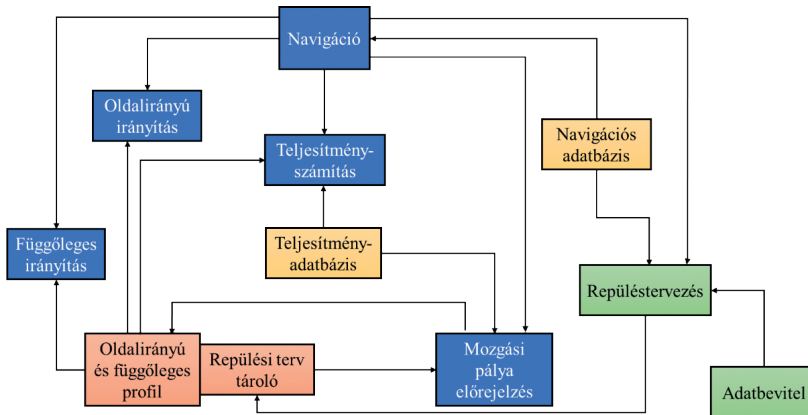 Navigáció
Oldalirányú
irányítás
Navigációs
adatbázis
Teljesítmény-
számítás
Függőleges
irányítás
Teljesítmény-
adatbázis
Repüléstervezés
Oldalirányú
és függőleges
profil
Repülési terv
tároló
Mozgási
pálya
előrejelzés
Adatbevitel